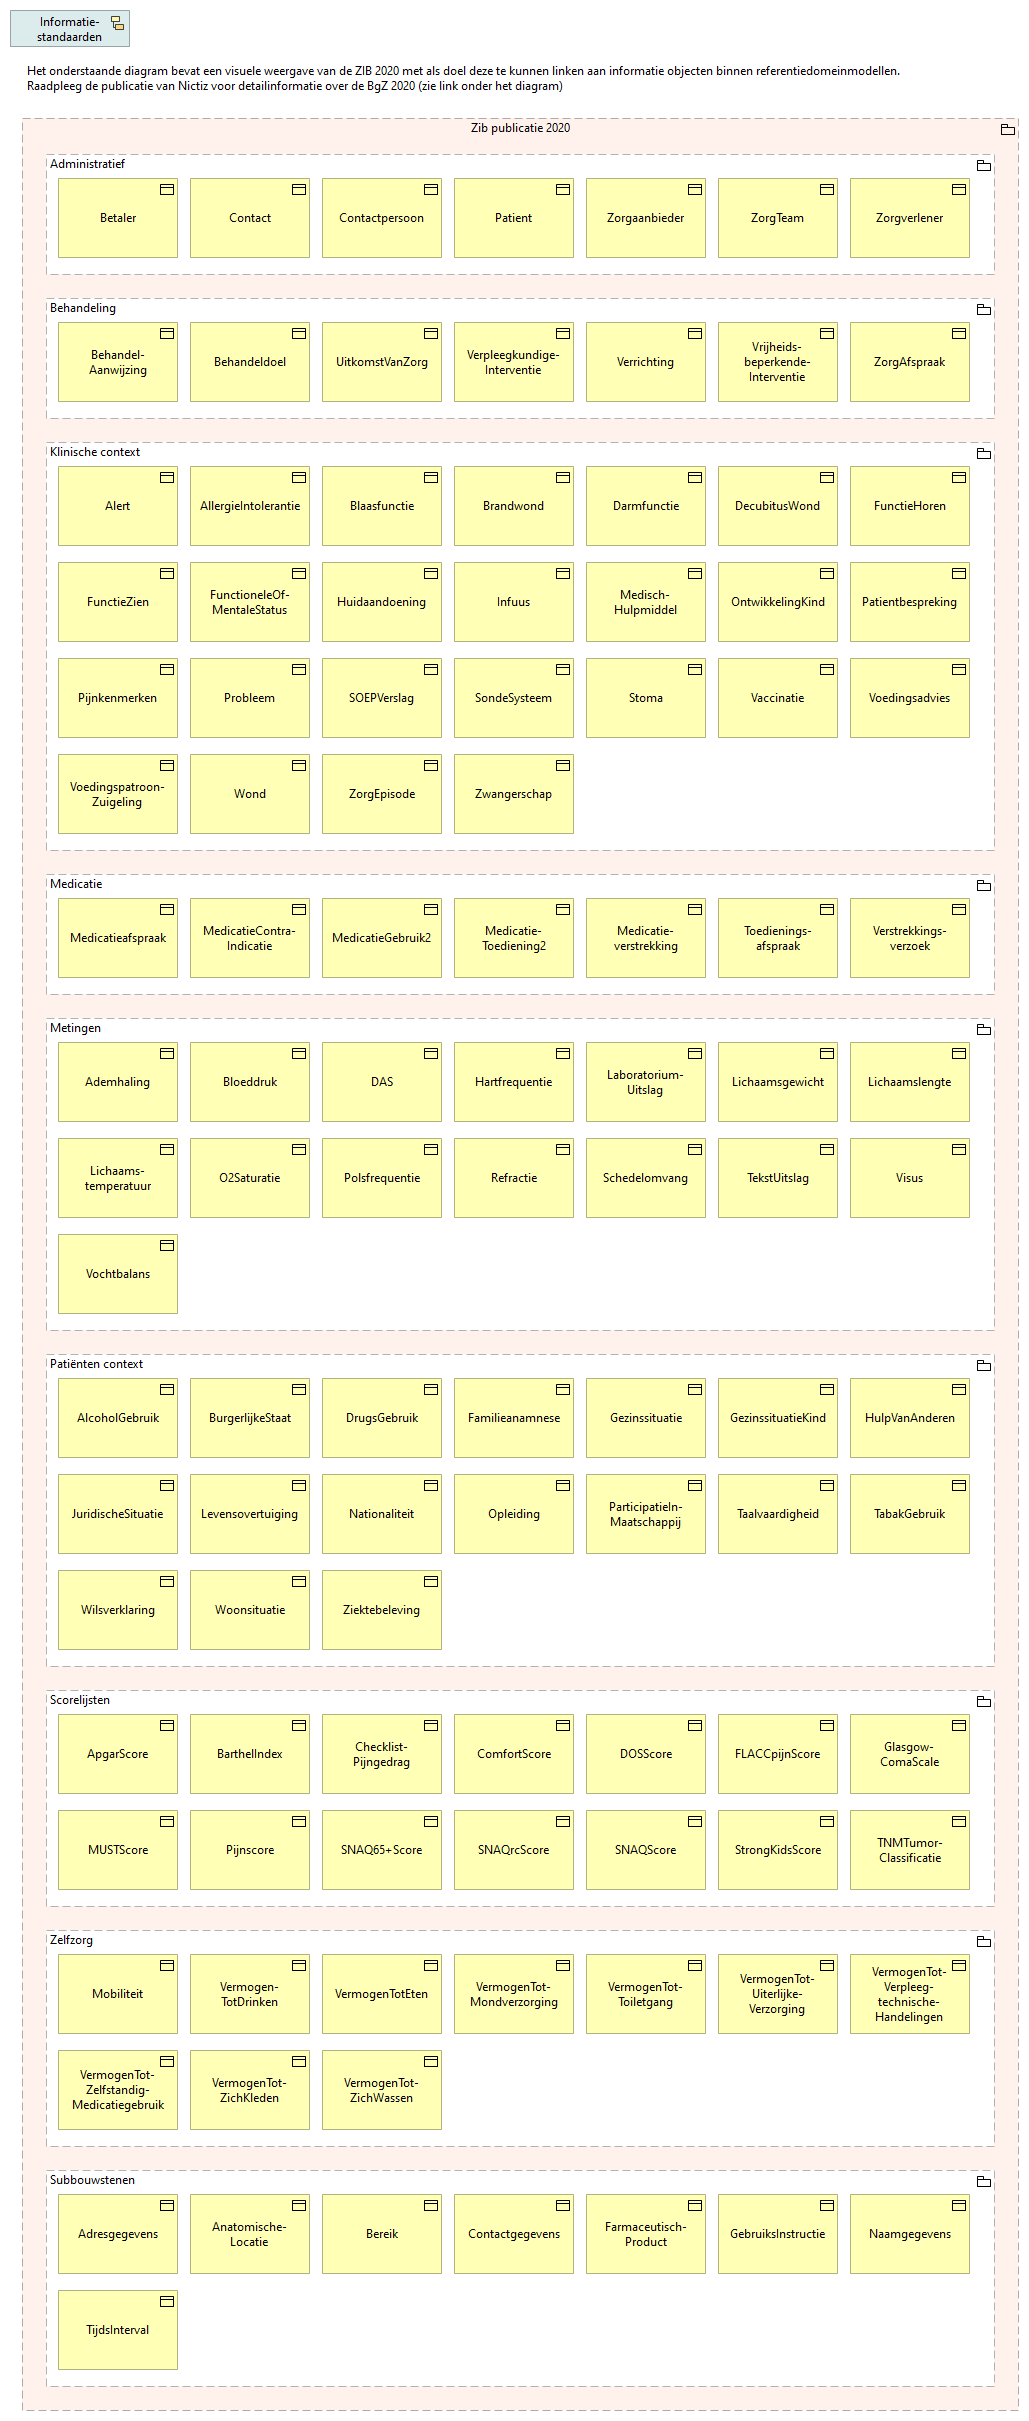 Informatie-
standaarden
Het onderstaande diagram bevat een visuele weergave van de ZIB 2020 met als doel deze te kunnen linken aan informatie objecten binnen referentiedomeinmodellen.
Raadpleeg de publicatie van Nictiz voor detailinformatie over de BgZ 2020 (zie link onder het diagram)
Zib publicatie 2020
Administratief
Betaler
Contact
Contactpersoon
Patient
Zorgaanbieder
ZorgTeam
Zorgverlener
Behandeling
Behandel-
Aanwijzing
Behandeldoel
UitkomstVanZorg
Verpleegkundige-
Interventie
Verrichting
Vrijheids-
beperkende-
Interventie
ZorgAfspraak
Klinische context
Alert
AllergieIntolerantie
Blaasfunctie
Brandwond
Darmfunctie
DecubitusWond
FunctieHoren
FunctieZien
FunctioneleOf-
MentaleStatus
Huidaandoening
Infuus
Medisch-
Hulpmiddel
OntwikkelingKind
Patientbespreking
Pijnkenmerken
Probleem
SOEPVerslag
SondeSysteem
Stoma
Vaccinatie
Voedingsadvies
Voedingspatroon-
Zuigeling
Wond
ZorgEpisode
Zwangerschap
Medicatie
Medicatieafspraak
MedicatieContra-
Indicatie
MedicatieGebruik2
Medicatie-
Toediening2
Medicatie-
verstrekking
Toedienings-
afspraak
Verstrekkings-
verzoek
Metingen
Ademhaling
Bloeddruk
DAS
Hartfrequentie
Laboratorium-
Uitslag
Lichaamsgewicht
Lichaamslengte
Lichaams-
temperatuur
O2Saturatie
Polsfrequentie
Refractie
Schedelomvang
TekstUitslag
Visus
Vochtbalans
Patiënten context
AlcoholGebruik
BurgerlijkeStaat
DrugsGebruik
Familieanamnese
Gezinssituatie
GezinssituatieKind
HulpVanAnderen
JuridischeSituatie
Levensovertuiging
Nationaliteit
Opleiding
ParticipatieIn-
Maatschappij
Taalvaardigheid
TabakGebruik
Wilsverklaring
Woonsituatie
Ziektebeleving
Scorelijsten
ApgarScore
BarthelIndex
Checklist-
Pijngedrag
ComfortScore
DOSScore
FLACCpijnScore
Glasgow-
ComaScale
MUSTScore
Pijnscore
SNAQ65+Score
SNAQrcScore
SNAQScore
StrongKidsScore
TNMTumor-
Classificatie
Zelfzorg
Mobiliteit
Vermogen-
TotDrinken
VermogenTotEten
VermogenTot-
Mondverzorging
VermogenTot-
Toiletgang
VermogenTot-
Uiterlijke-
Verzorging
VermogenTot-
Verpleeg-
technische-
Handelingen
VermogenTot-
Zelfstandig-
Medicatiegebruik
VermogenTot-
ZichKleden
VermogenTot-
ZichWassen
Subbouwstenen
Adresgegevens
Anatomische-
Locatie
Bereik
Contactgegevens
Farmaceutisch-
Product
GebruiksInstructie
Naamgegevens
TijdsInterval